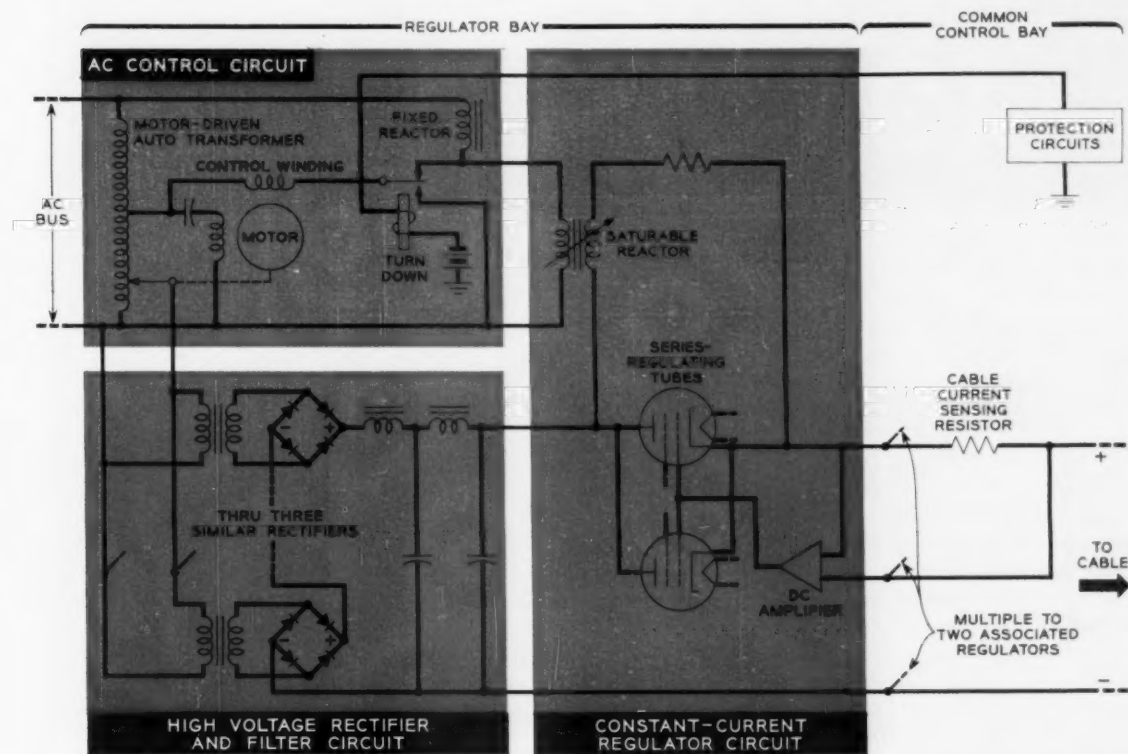 REGULATOR BAY
COMMON
CONTROL BAY
AC CONTROL CIRCUIT
MOTOR-DRIVEN
AUTO TRANSFORMER
FIXED
REACTOR
CONTROL WINDING
AC
BUS
MOTOR
TURN
DOWN
SATURABLE
REACTOR
PROTECTION
CIRCUITS
SERIES-
REGULATING
TUBES
CABLE
CURRENT
SENSING
RESISTOR
+
- +
THRU THREE
SIMILAR RECTIFIERS
- +
DC
AMPLIFIER
TO
CABLE
MULTIPLE TO
TWO ASSOCIATED
REGULATORS
-
HIGH VOLTAGE RECTIFIER
AND FILTER CIRCUIT
CONSTANT-CURRENT
REGULATOR CIRCUIT